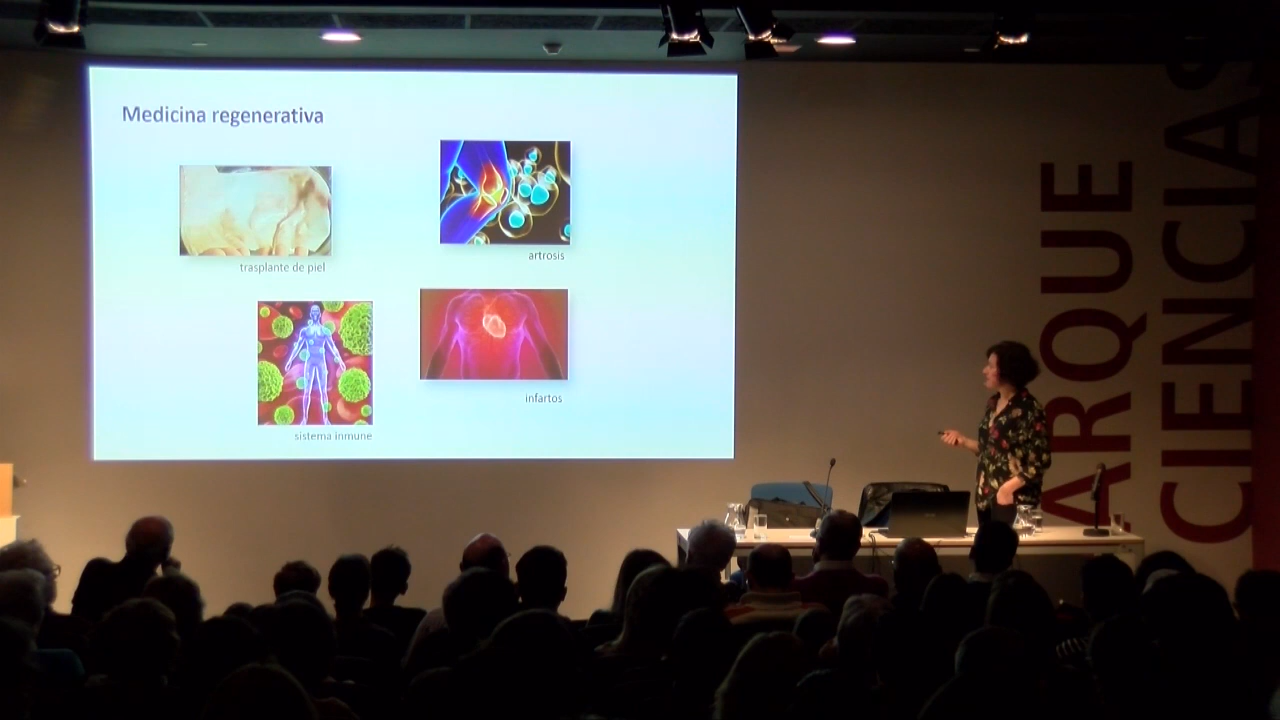 Medicina regenerativa
trasplante de piel
artrosis
sistema inmune
infartos
ARQUE
CIENCIAS